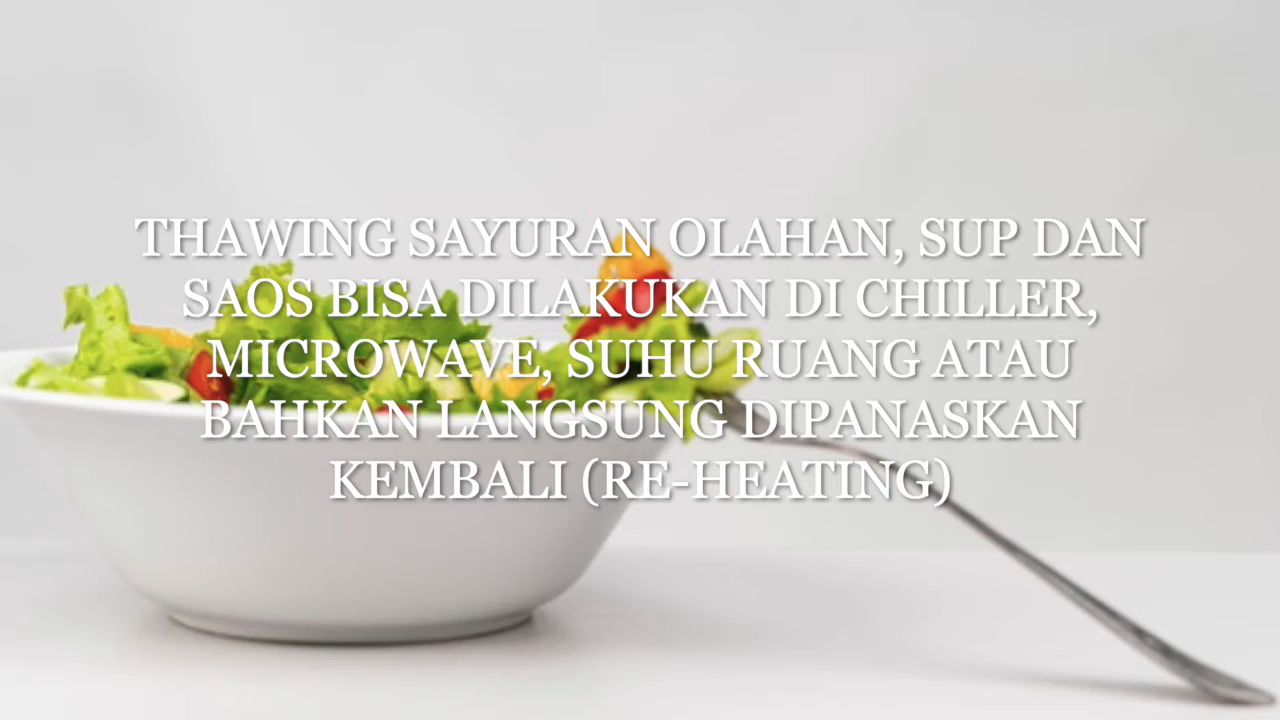 THAWING SAYURAN OLAHAN, SUP DAN
SAOS BISA DILAKUKAN DI CHILLER,
MICROWAVE, SUHU RUANG ATAU
BAHKAN LANGSUNG DIPANASKAN
KEMBALI (RE-HEATING)